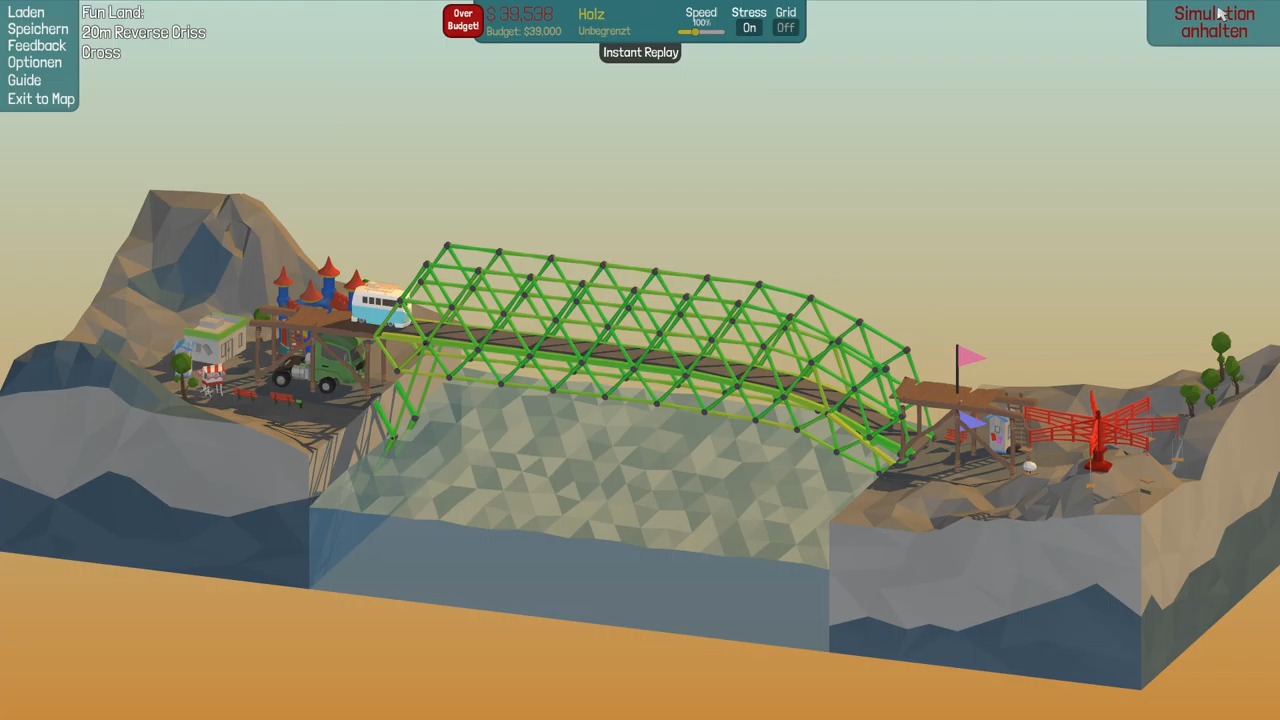 Laden
Speichern
Feedback
Optionen
Guide
Exit to Map
Fun Land:
20m Reverse Criss
Cross
Over
Budget!
$ 39,538
Budget: $39,000
Holz
Unbegrenzt
Speed
100%
Stress
On
Grid
Off
Instant Replay
Simulation
anhalten